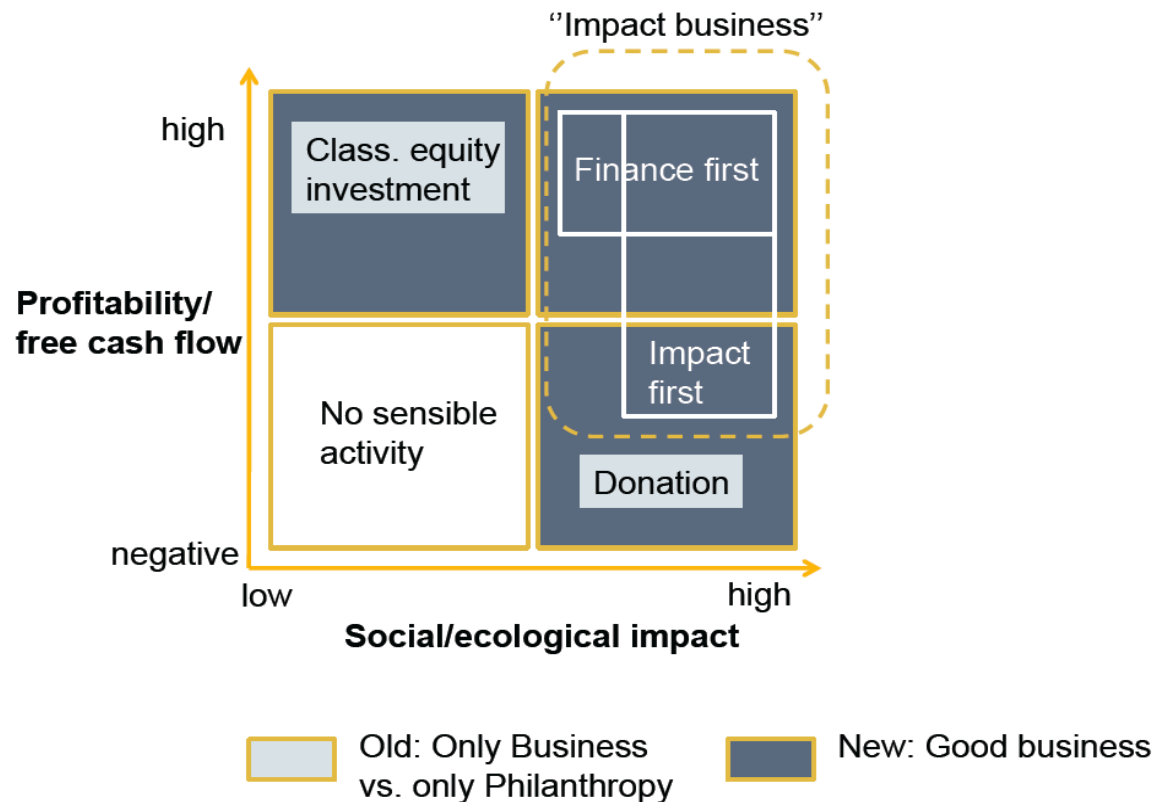 ‘’Impact business’’
high
Class. equity
investment
Finance first
Profitability/
free cash flow
Impact
first
No sensible
activity
Donation
negative
low
high
Social/ecological impact
Old: Only Business
vs. only Philanthropy
New: Good business